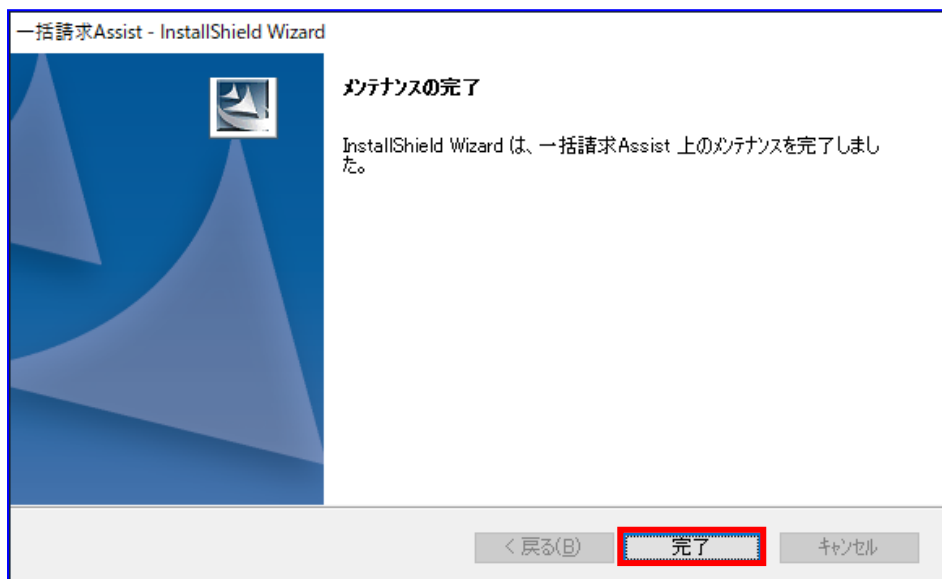 一括請求Assist - InstallShield Wizard
メンテナンスの完了
InstallShield Wizard は、一括請求Assist 上のメンテナンスを完了しまし
た。
< 戻る(B)
完了
キャンセル